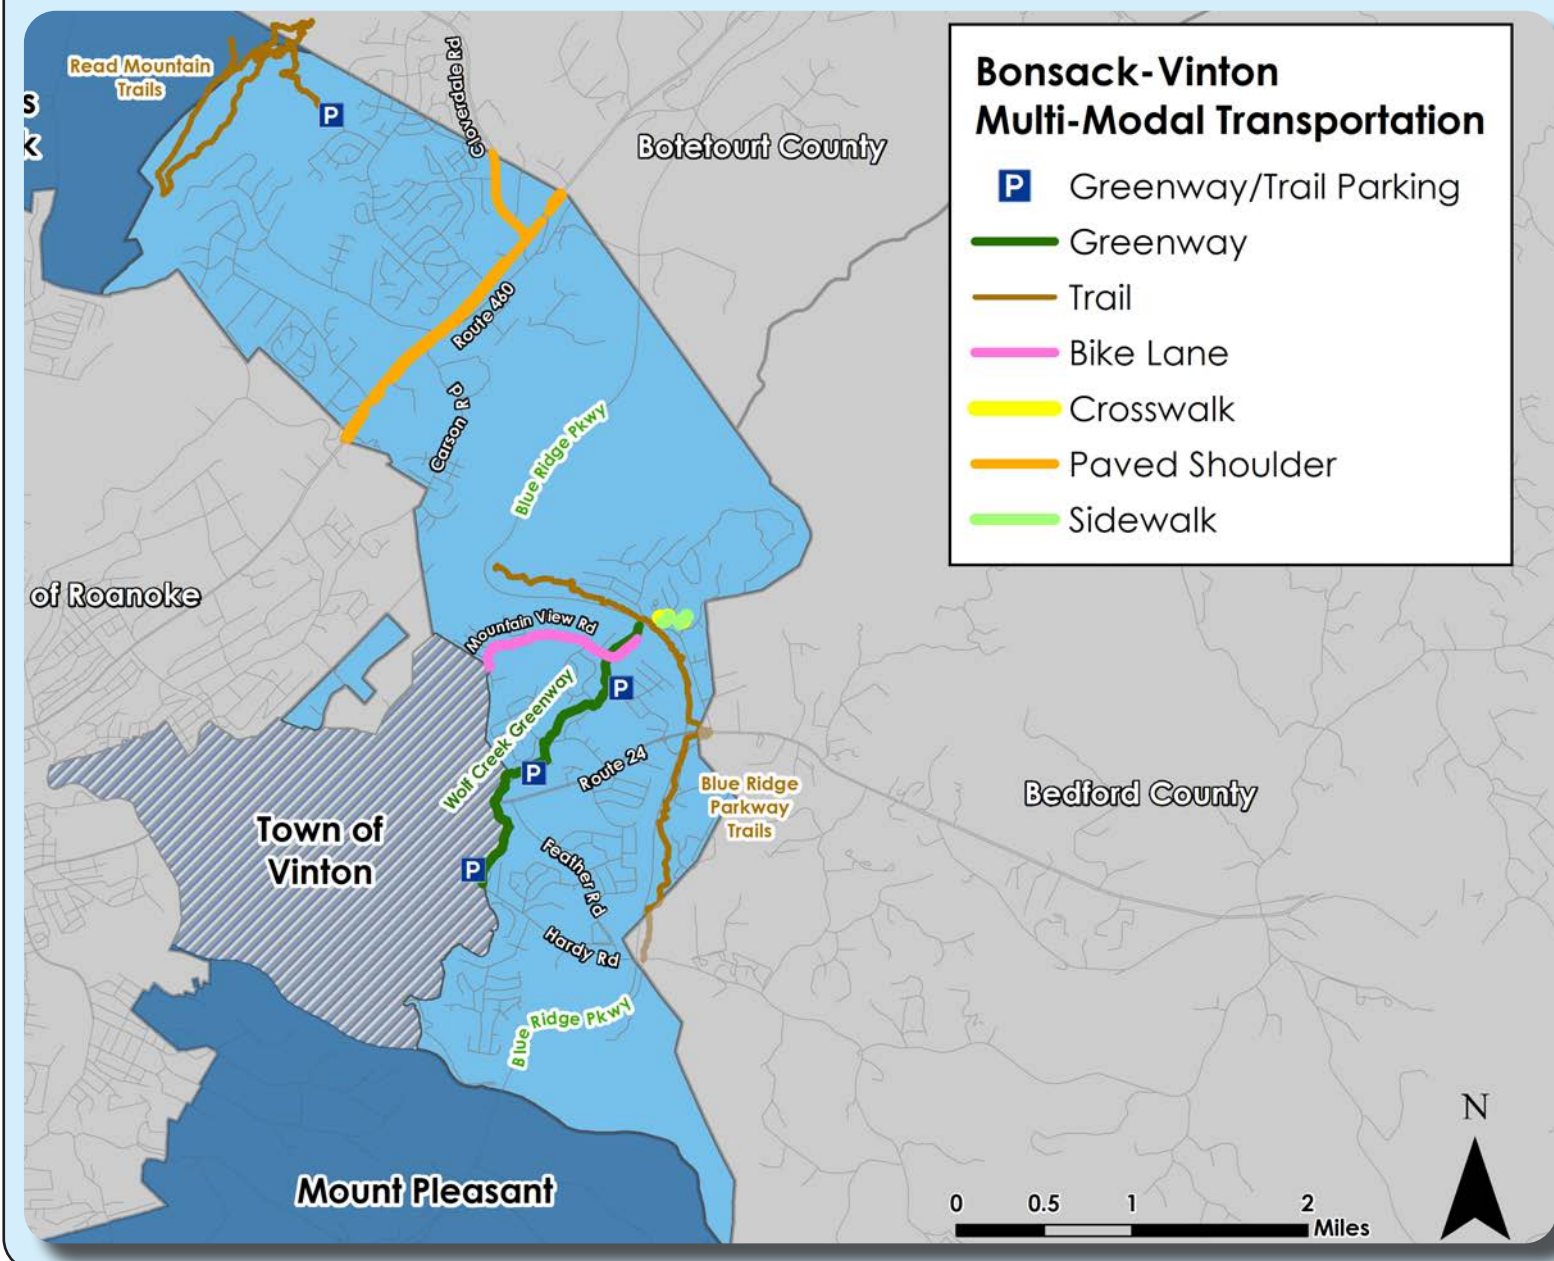 Bonsack-Vinton
Multi-Modal Transportation
P Greenway/Trail Parking
Greenway
Trail
Bike Lane
Crosswalk
Paved Shoulder
Sidewalk
Read Mountain
Trails
s
k
P
Cloverdale Rd
Botetourt County
Route 460
Carson Rd
Blue Ridge Pkwy
of Roanoke
Mountain View Rd
P
Wolf Creek Greenway
P
Route 24
Blue Ridge
Parkway
Trails
Bedford County
Town of
Vinton
P
Feather Rd
Hardy Rd
Blue Ridge Pkwy
Mount Pleasant
N
0 0.5 1 2
Miles